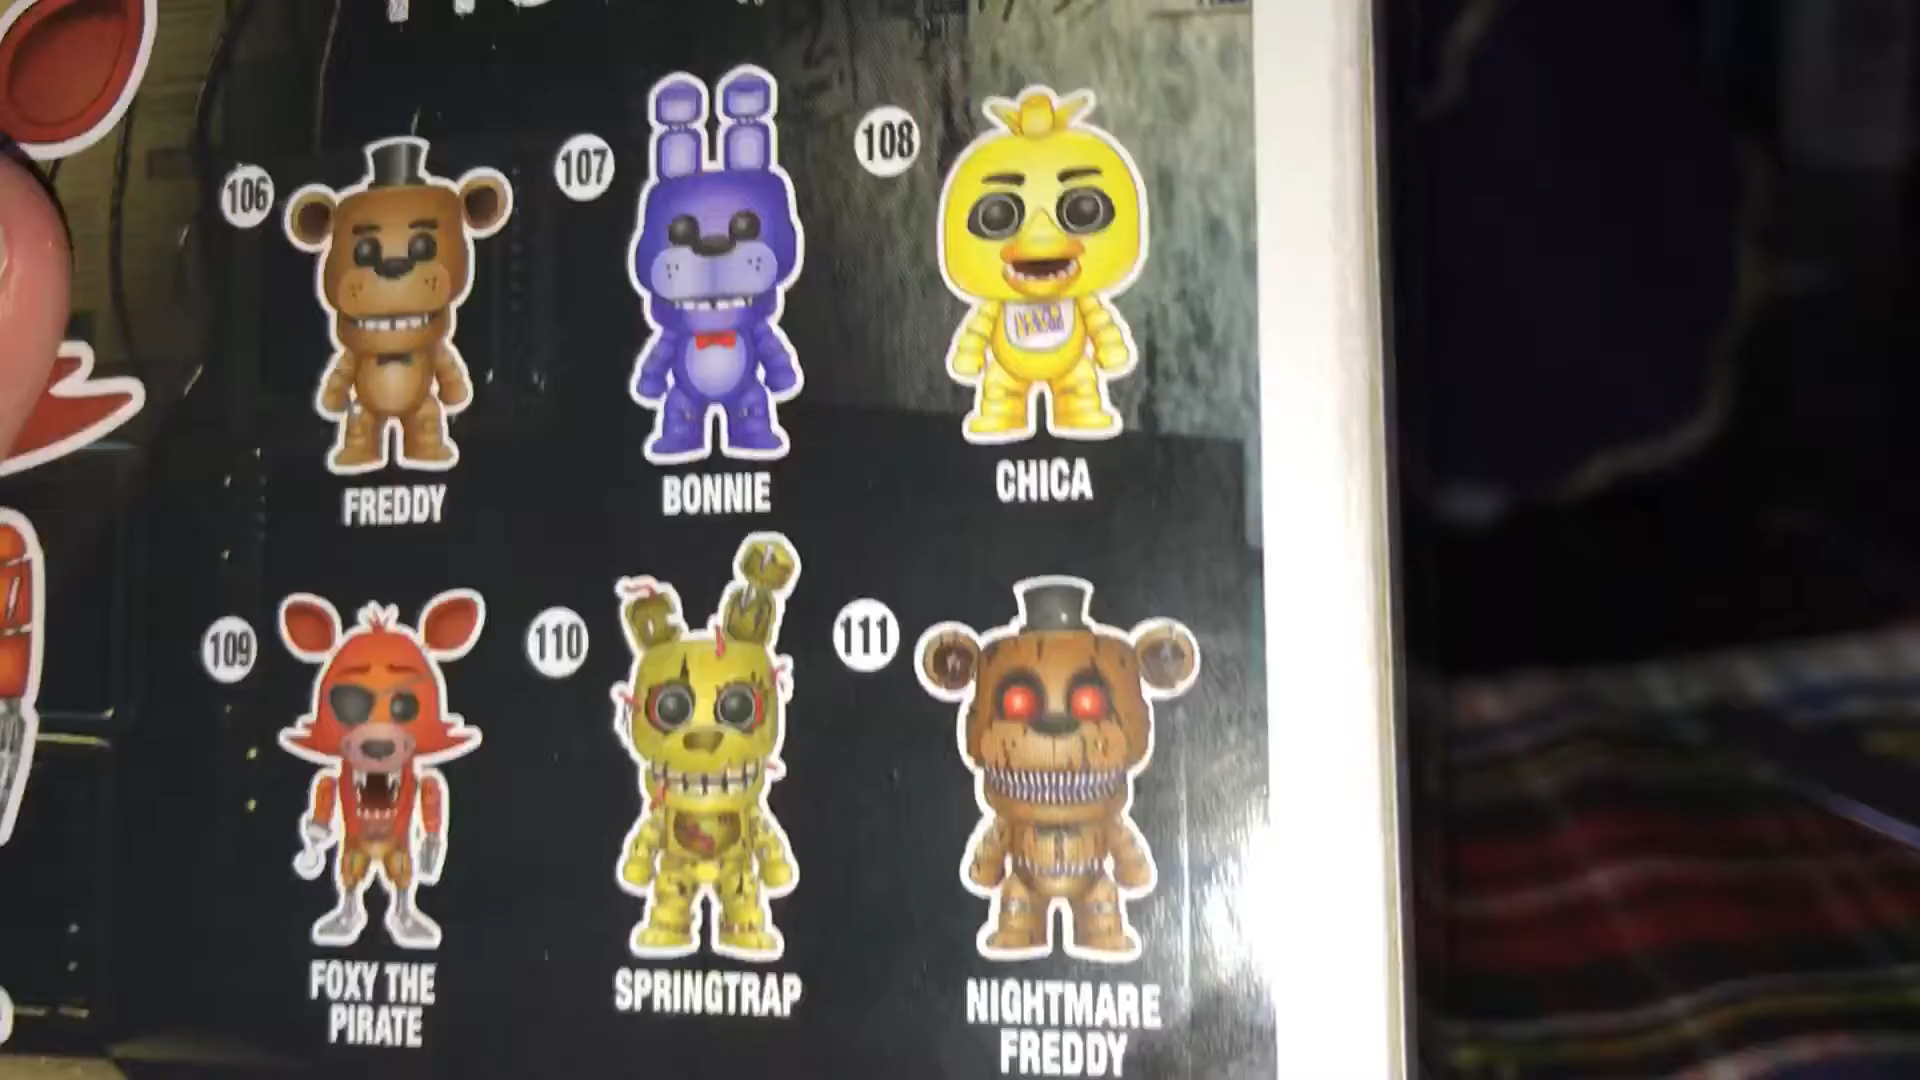 106
107
108
FREDDY
BONNIE
CHICA
109
110
111
FOXY THE
PIRATE
SPRINGTRAP
NIGHTMARE
FREDDY